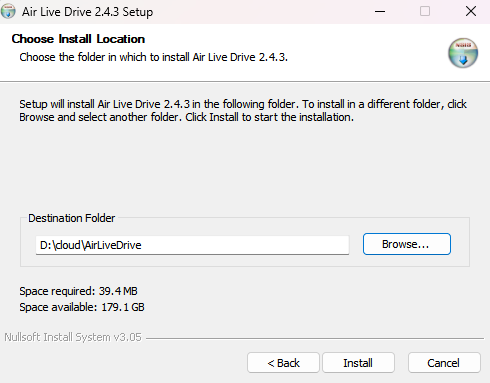 Air Live Drive 2.4.3 Setup
Choose Install Location
Choose the folder in which to install Air Live Drive 2.4.3.
Setup will install Air Live Drive 2.4.3 in the following folder. To install in a different folder, click
Browse and select another folder. Click Install to start the installation.
Destination Folder
D:\cloud\AirLiveDrive
Browse...
Space required: 39.4 MB
Space available: 179.1 GB
Nullsoft Install System v3.05
< Back
Install
Cancel